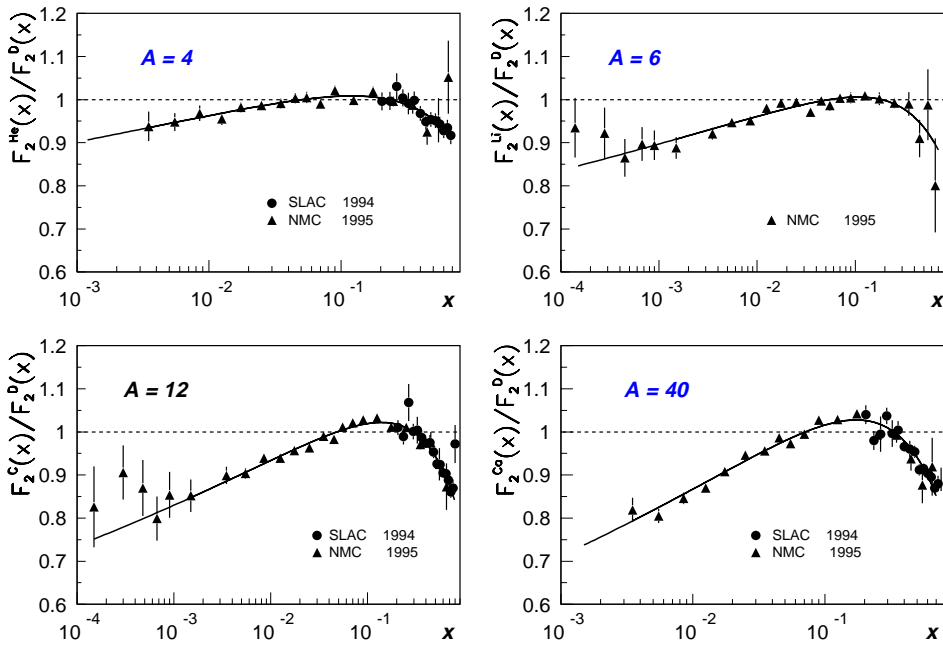 F₂ᴴᵉ(x)/F₂ᴰ(x)
1.2
1.1
1
0.9
0.8
0.7
0.6
A = 4
SLAC 1994
NMC 1995
10⁻³
10⁻²
10⁻¹
x
F₂ᴸⁱ(x)/F₂ᴰ(x)
1.2
1.1
1
0.9
0.8
0.7
0.6
A = 6
NMC 1995
10⁻⁴
10⁻³
10⁻²
10⁻¹
x
F₂ᶜ(x)/F₂ᴰ(x)
1.2
1.1
1
0.9
0.8
0.7
0.6
A = 12
SLAC 1994
NMC 1995
10⁻⁴
10⁻³
10⁻²
10⁻¹
x
F₂ᶜᵃ(x)/F₂ᴰ(x)
1.2
1.1
1
0.9
0.8
0.7
0.6
A = 40
SLAC 1994
NMC 1995
10⁻²
10⁻¹
x